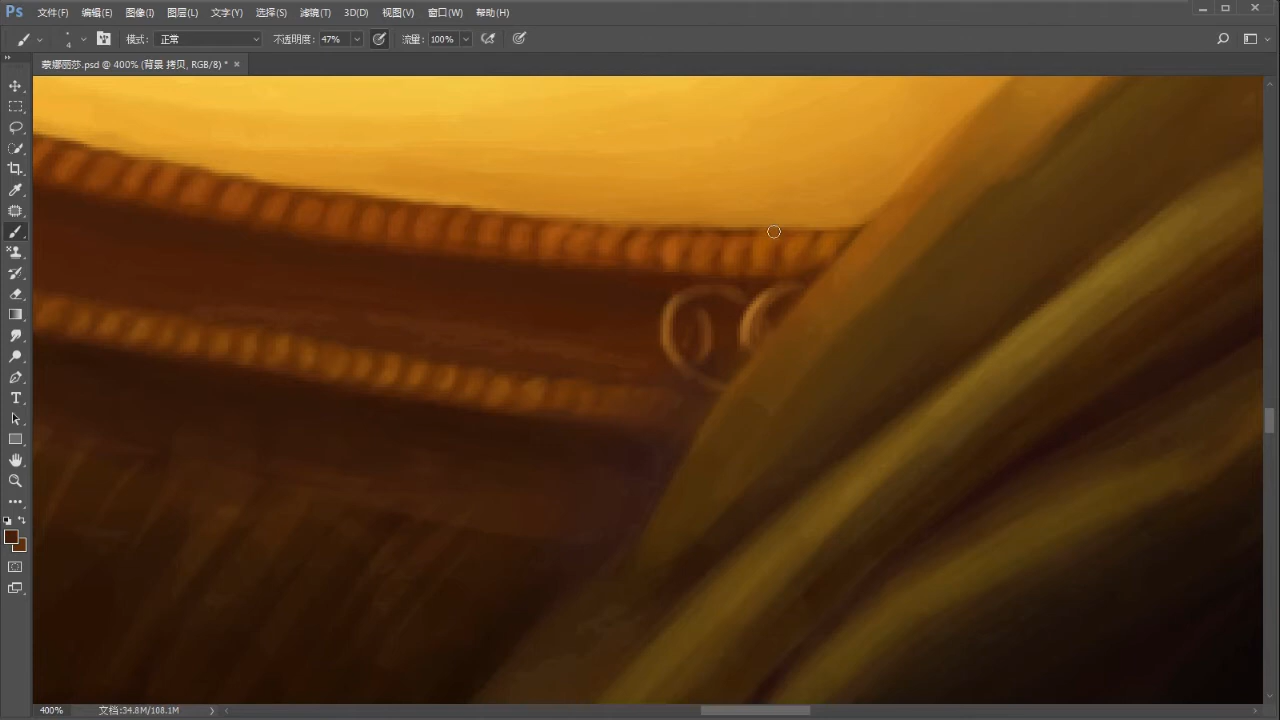 Ps 文件(F) 编辑(E) 图像(I) 图层(L) 文字(Y) 选择(S) 滤镜(T) 3D(D) 视图(V) 窗口(W) 帮助(H)
4 模式: 正常 不透明度: 47% 流量: 100%
蒙娜丽莎.psd @ 400% (背景 拷贝, RGB/8) *
400% 文档:34.8M/108.1M